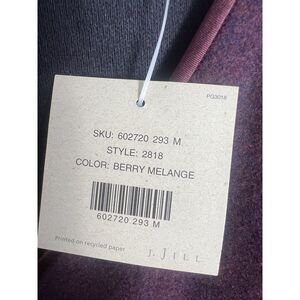 PG3018
SKU: 602720 293 M
STYLE: 2818
COLOR: BERRY MELANGE
602720 293 M
Printed on recycled paper
J. JILL